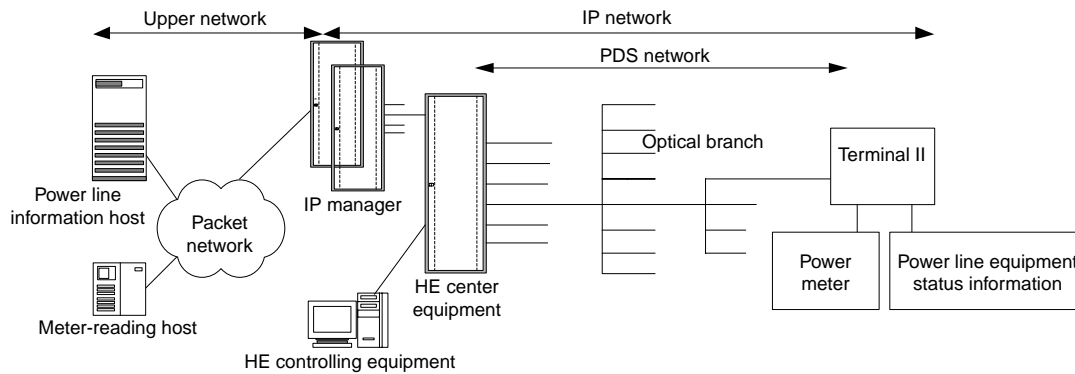 Upper network
IP network
PDS network
Optical branch
Terminal II
Power line
information host
Packet
network
IP manager
Power
meter
Power line equipment
status information
HE center
equipment
Meter-reading host
HE controlling equipment